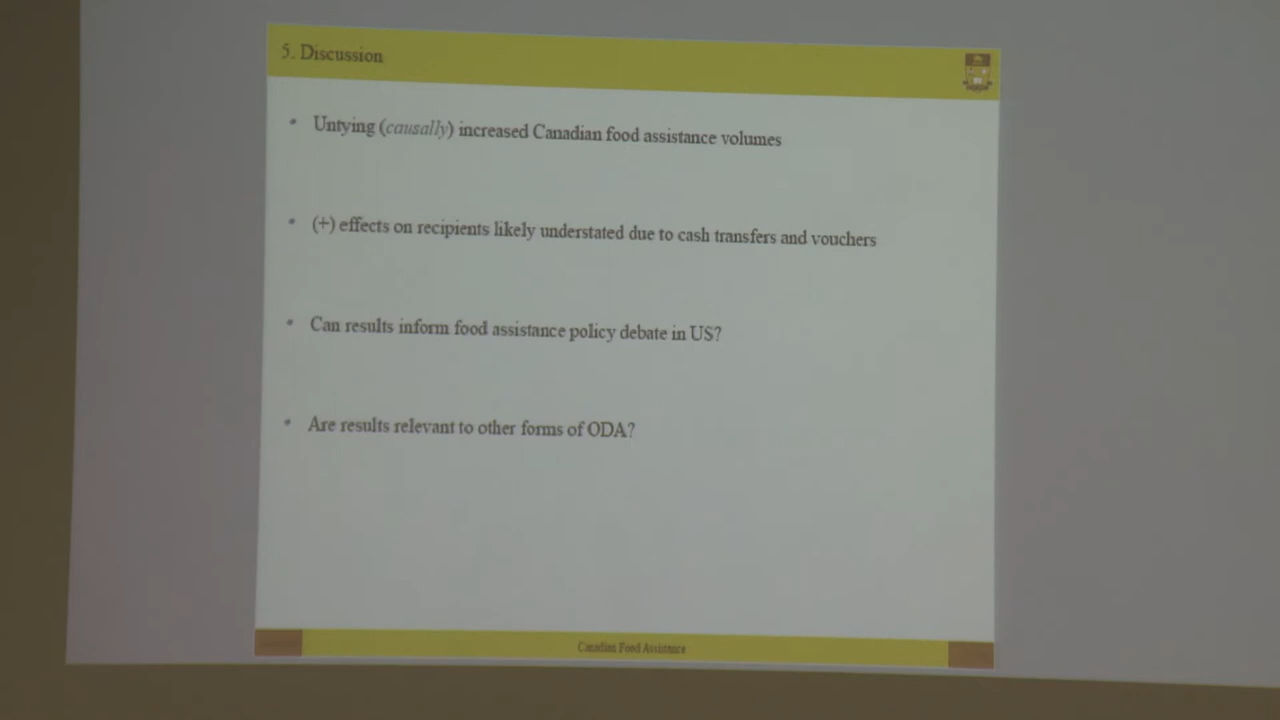 5. Discussion
• Untying (causally) increased Canadian food assistance volumes
• (+) effects on recipients likely understated due to cash transfers and vouchers
• Can results inform food assistance policy debate in US?
• Are results relevant to other forms of ODA?
Canadian Food Assistance